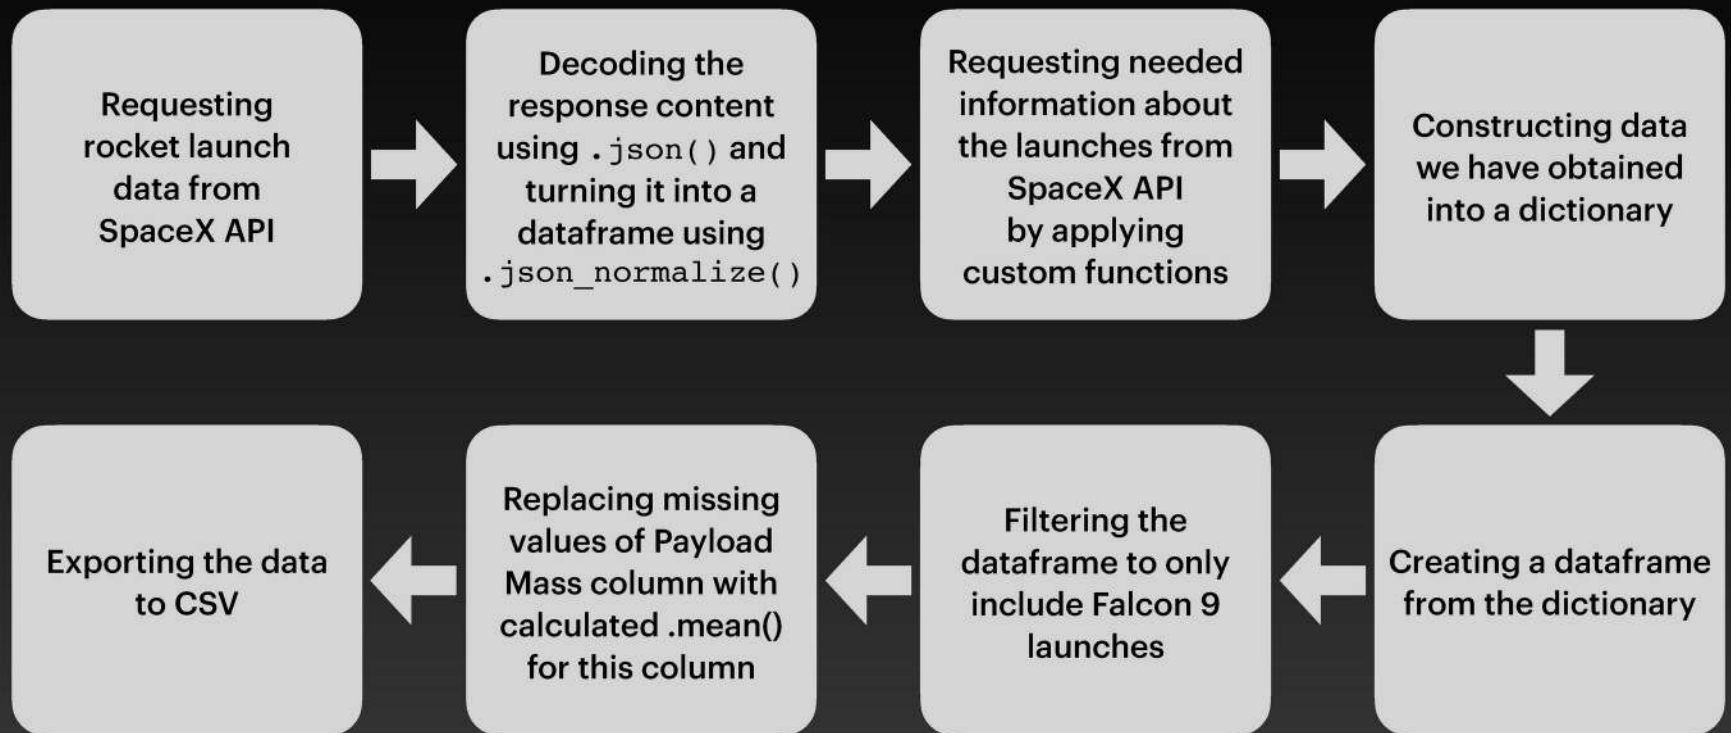 Requesting
rocket launch
data from
SpaceX API
Decoding the
response content
using .json() and
turning it into a
dataframe using
.json_normalize()
Requesting needed
information about
the launches from
SpaceX API
by applying
custom functions
Constructing data
we have obtained
into a dictionary
Creating a dataframe
from the dictionary
Filtering the
dataframe to only
include Falcon 9
launches
Replacing missing
values of Payload
Mass column with
calculated .mean()
for this column
Exporting the data
to CSV